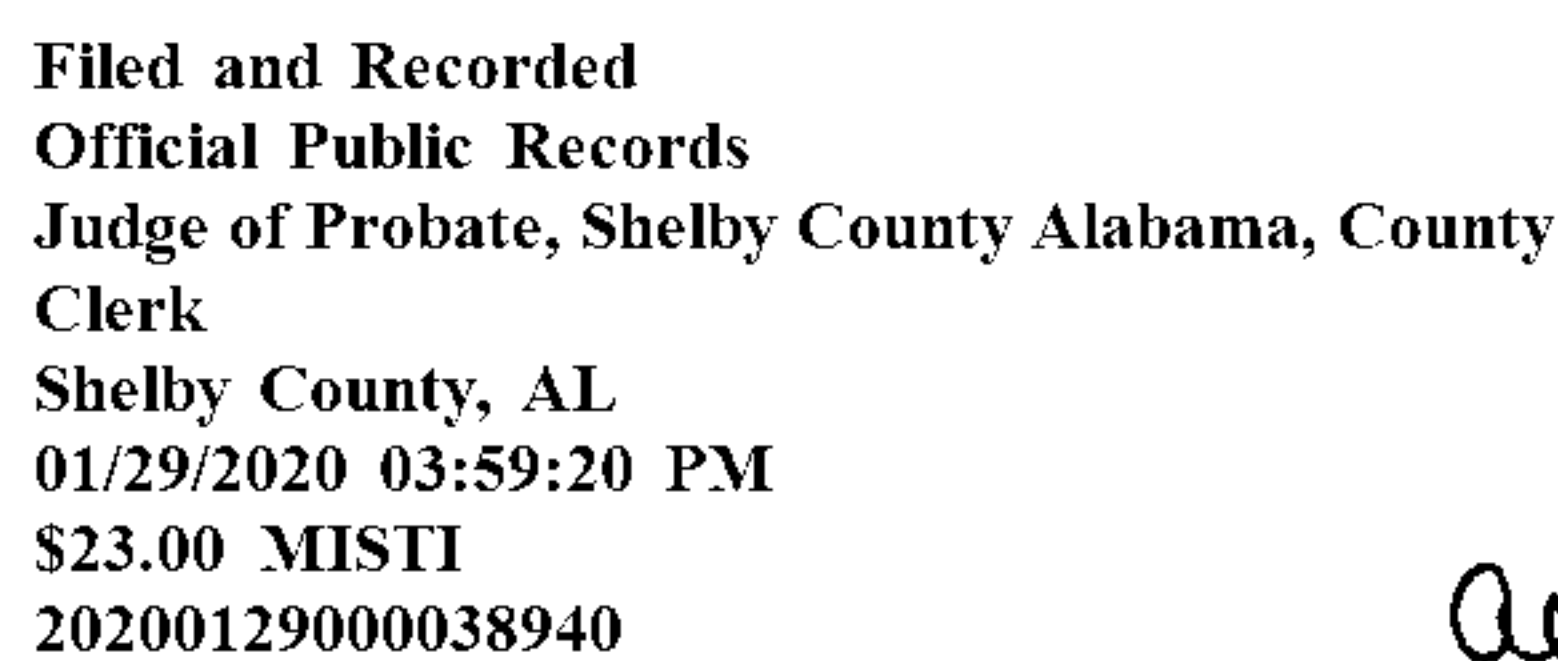 Filed and Recorded
Official Public Records
Judge of Probate, Shelby County Alabama, County
Clerk
Shelby County, AL
01/29/2020 03:59:20 PM
$23.00 MISTI
20200129000038940